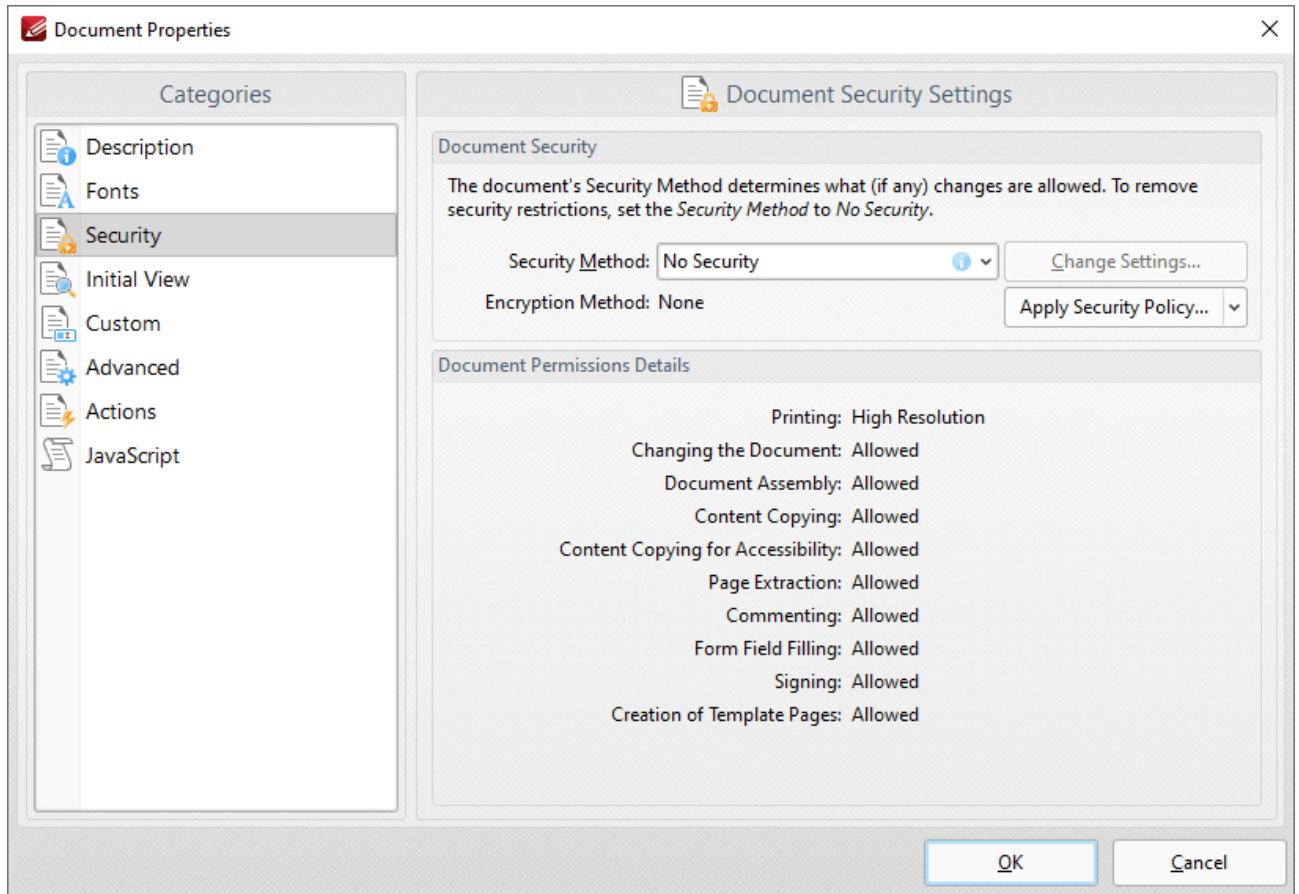 Document Properties
Categories
Description
Fonts
Security
Initial View
Custom
Advanced
Actions
JavaScript
Document Security Settings
Document Security
The document's Security Method determines what (if any) changes are allowed. To remove
security restrictions, set the Security Method to No Security.
Security Method: No Security
Change Settings...
Encryption Method: None
Apply Security Policy...
Document Permissions Details
Printing: High Resolution
Changing the Document: Allowed
Document Assembly: Allowed
Content Copying: Allowed
Content Copying for Accessibility: Allowed
Page Extraction: Allowed
Commenting: Allowed
Form Field Filling: Allowed
Signing: Allowed
Creation of Template Pages: Allowed
OK
Cancel